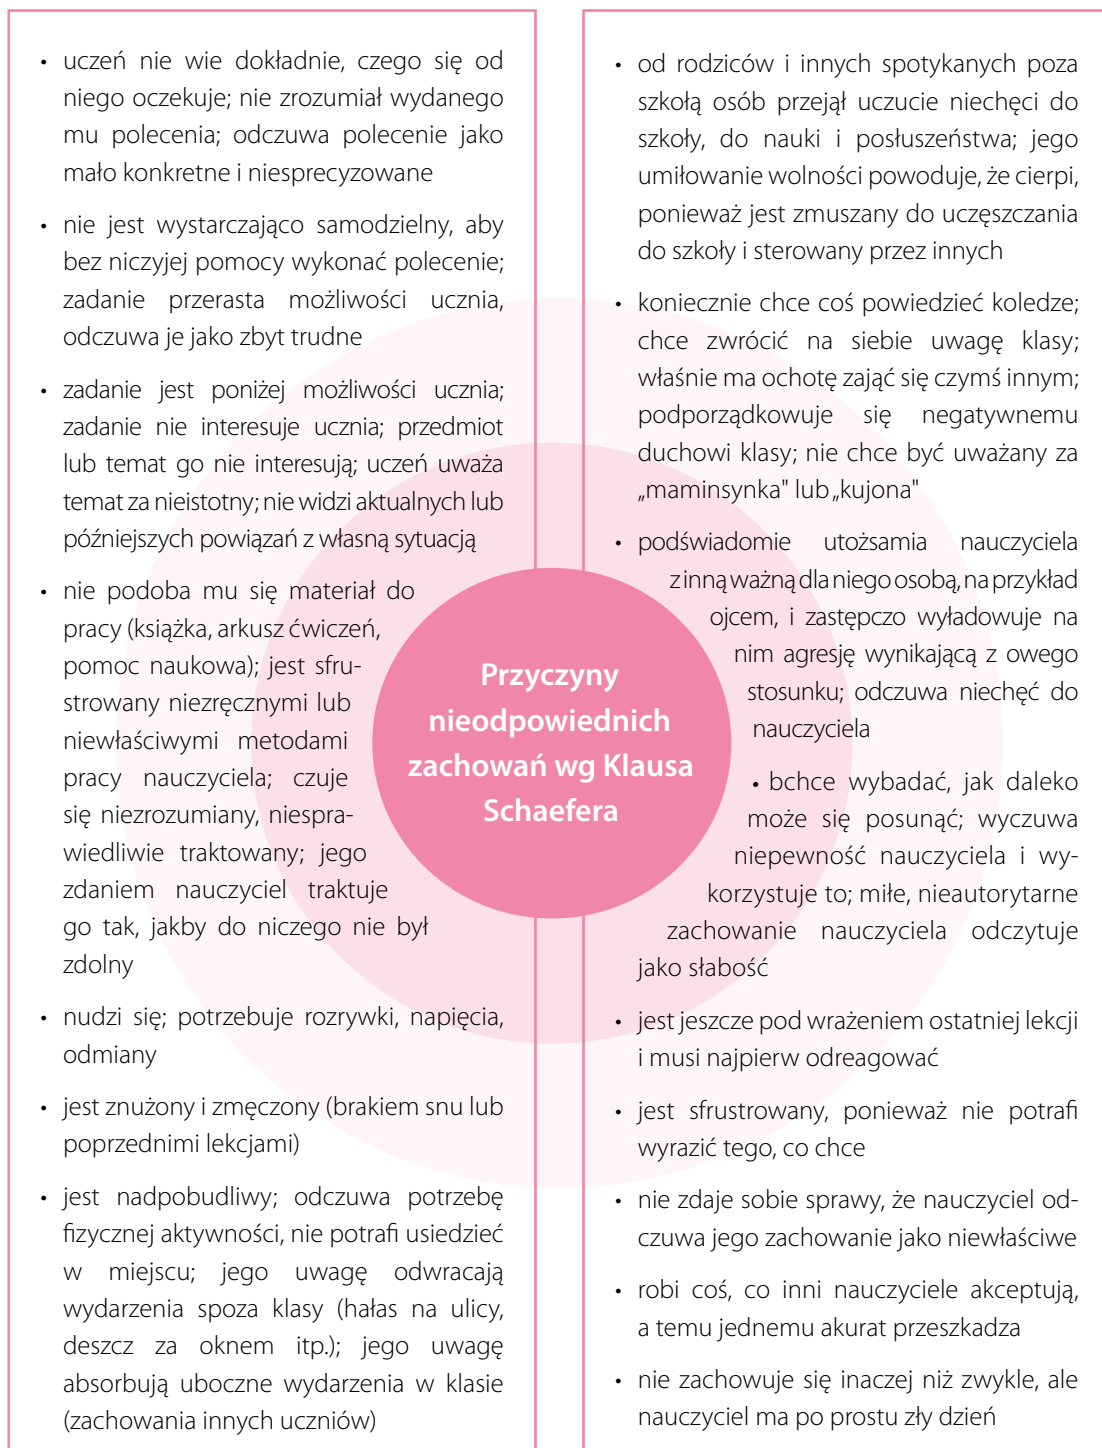 • uczeń nie wie dokładnie, czego się od
niego oczekuje; nie zrozumiał wydanego
mu polecenia; odczuwa polecenie jako
mało konkretne i niesprecyzowane
• nie jest wystarczająco samodzielny, aby
bez niczyjej pomocy wykonać polecenie;
zadanie przerasta możliwości ucznia,
odczuwa je jako zbyt trudne
• zadanie jest poniżej możliwości ucznia;
zadanie nie interesuje ucznia; przedmiot
lub temat go nie interesują; uczeń uważa
temat za nieistotny; nie widzi aktualnych lub
późniejszych powiązań z własną sytuacją
• nie podoba mu się materiał do
pracy (książka, arkusz ćwiczeń,
pomoc naukowa); jest sfru-
strowany niezręcznymi lub
niewłaściwymi metodami
pracy nauczyciela; czuje
się niezrozumiany, niespra-
wiedliwie traktowany; jego
zdaniem nauczyciel traktuje
go tak, jakby do niczego nie był
zdolny
• nudzi się; potrzebuje rozrywki, napięcia,
odmiany
• jest znużony i zmęczony (brakiem snu lub
poprzednimi lekcjami)
• jest nadpobudliwy; odczuwa potrzebę
fizycznej aktywności, nie potrafi usiedzieć
w miejscu; jego uwagę odwracają
wydarzenia spoza klasy (hałas na ulicy,
deszcz za oknem itp.); jego uwagę
absorbują uboczne wydarzenia w klasie
(zachowania innych uczniów)
Przyczyny
nieodpowiednich
zachowań wg Klausa
Schaefera
• od rodziców i innych spotykanych poza
szkołą osób przejął uczucie niechęci do
szkoły, do nauki i posłuszeństwa; jego
umiłowanie wolności powoduje, że cierpi,
ponieważ jest zmuszany do uczęszczania
do szkoły i sterowany przez innych
• koniecznie chce coś powiedzieć koledze;
chce zwrócić na siebie uwagę klasy;
właśnie ma ochotę zająć się czymś innym;
podporządkowuje się negatywnemu
duchowi klasy; nie chce być uważany za
„maminsynka" lub „kujona"
• podświadomie utożsamia nauczyciela
z inną ważną dla niego osobą, na przykład
ojcem, i zastępczo wyładowuje na
nim agresję wynikającą z owego
stosunku; odczuwa niechęć do
nauczyciela
• bchce wybadać, jak daleko
może się posunąć; wyczuwa
niepewność nauczyciela i wy-
korzystuje to; miłe, nieautorytarne
zachowanie nauczyciela odczytuje
jako słabość
• jest jeszcze pod wrażeniem ostatniej lekcji
i musi najpierw odreagować
• jest sfrustrowany, ponieważ nie potrafi
wyrazić tego, co chce
• nie zdaje sobie sprawy, że nauczyciel od-
czuwa jego zachowanie jako niewłaściwe
• robi coś, co inni nauczyciele akceptują,
a temu jednemu akurat przeszkadza
• nie zachowuje się inaczej niż zwykle, ale
nauczyciel ma po prostu zły dzień